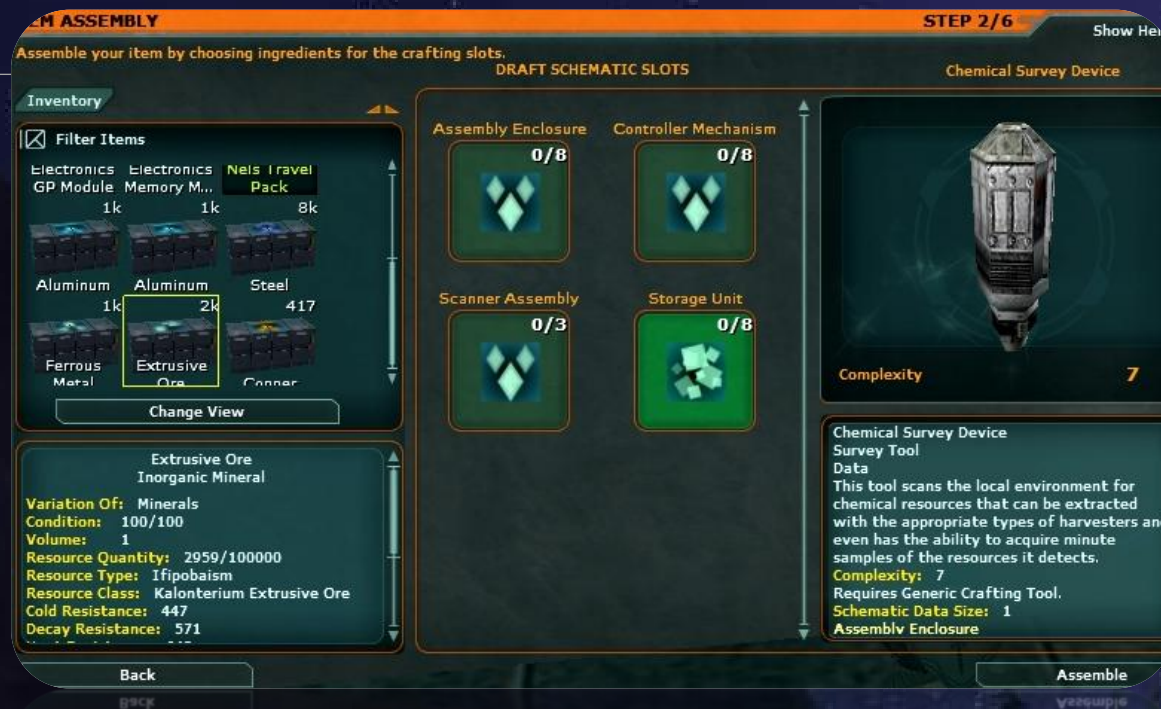 EM ASSEMBLY
STEP 2/6
Show Hel
Assemble your item by choosing ingredients for the crafting slots.
DRAFT SCHEMATIC SLOTS
Chemical Survey Device
Inventory
Filter Items
Electronics GP Module
Electronics Memory M...
Nels Travel Pack
1k
1k
8k
Aluminum
Aluminum
Steel
1k
2k
417
Ferrous Metal
Extrusive Ore
Copper
Change View
Assembly Enclosure
0/8
Controller Mechanism
0/8
Scanner Assembly
0/3
Storage Unit
0/8
Complexity
7
Extrusive Ore
Inorganic Mineral
Variation Of: Minerals
Condition: 100/100
Volume: 1
Resource Quantity: 2959/100000
Resource Type: Ifipobaism
Resource Class: Kalonterium Extrusive Ore
Cold Resistance: 447
Decay Resistance: 571
Chemical Survey Device
Survey Tool
Data
This tool scans the local environment for
chemical resources that can be extracted
with the appropriate types of harvesters and
even has the ability to acquire minute
samples of the resources it detects.
Complexity: 7
Requires Generic Crafting Tool.
Schematic Data Size: 1
Assembly Enclosure
Back
Assemble